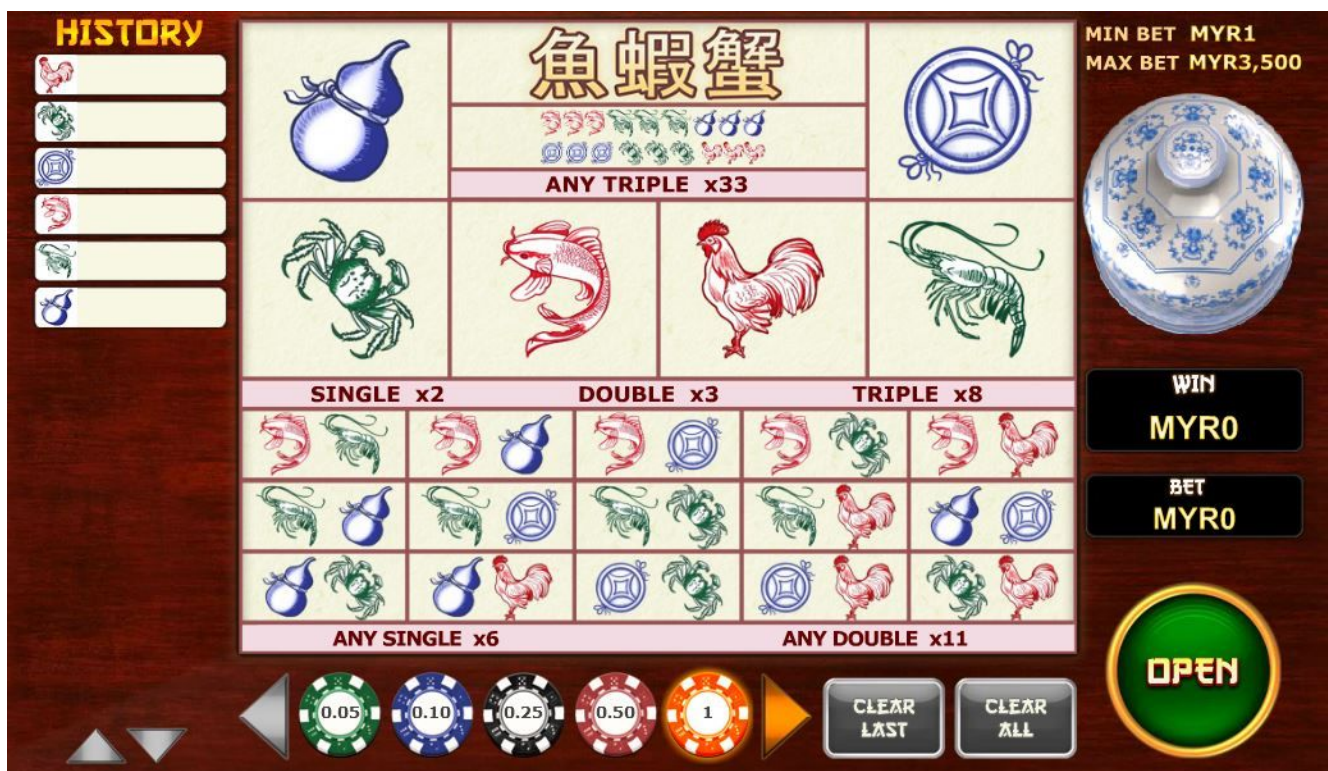 HISTORY
魚蝦蟹
ANY TRIPLE x33
MIN BET MYR1
MAX BET MYR3,500
SINGLE x2 DOUBLE x3 TRIPLE x8
WIN
MYR0
BET
MYR0
ANY SINGLE x6 ANY DOUBLE x11
0.05 0.10 0.25 0.50 1
CLEAR
LAST
CLEAR
ALL
OPEN